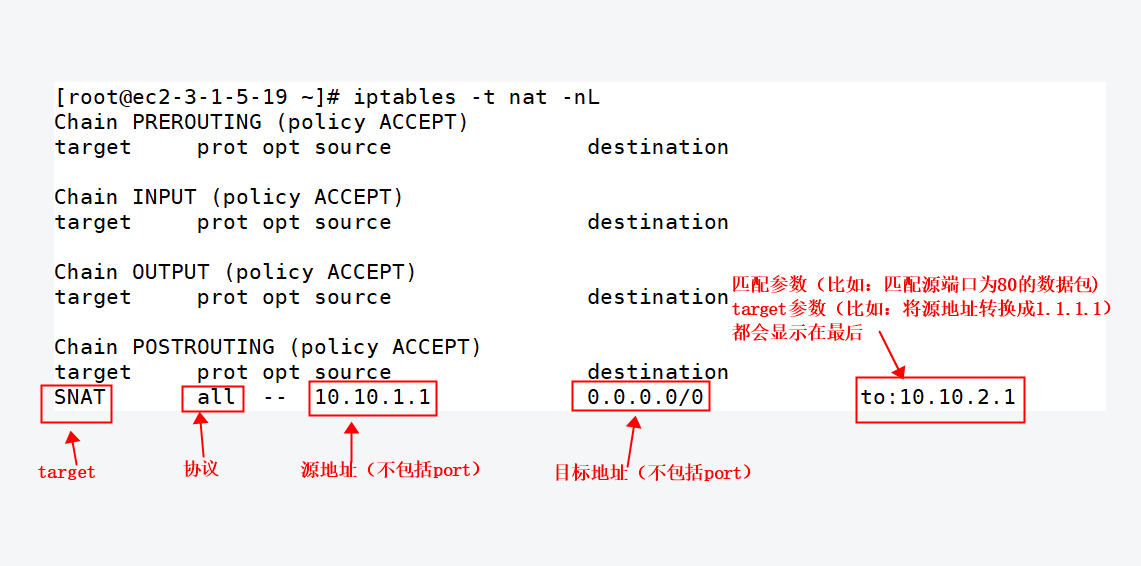 [root@ec2-3-1-5-19 ~]# iptables -t nat -nL
Chain PREROUTING (policy ACCEPT)
target     prot opt source               destination
Chain INPUT (policy ACCEPT)
target     prot opt source               destination
Chain OUTPUT (policy ACCEPT)
target     prot opt source               destination
匹配参数（比如：匹配源端口为80的数据包)
target参数（比如：将源地址转换成1.1.1.1）
都会显示在最后
Chain POSTROUTING (policy ACCEPT)
target     prot opt source               destination
SNAT       all  --  10.10.1.1            0.0.0.0/0            to:10.10.2.1
target
协议
源地址（不包括port）
目标地址（不包括port）